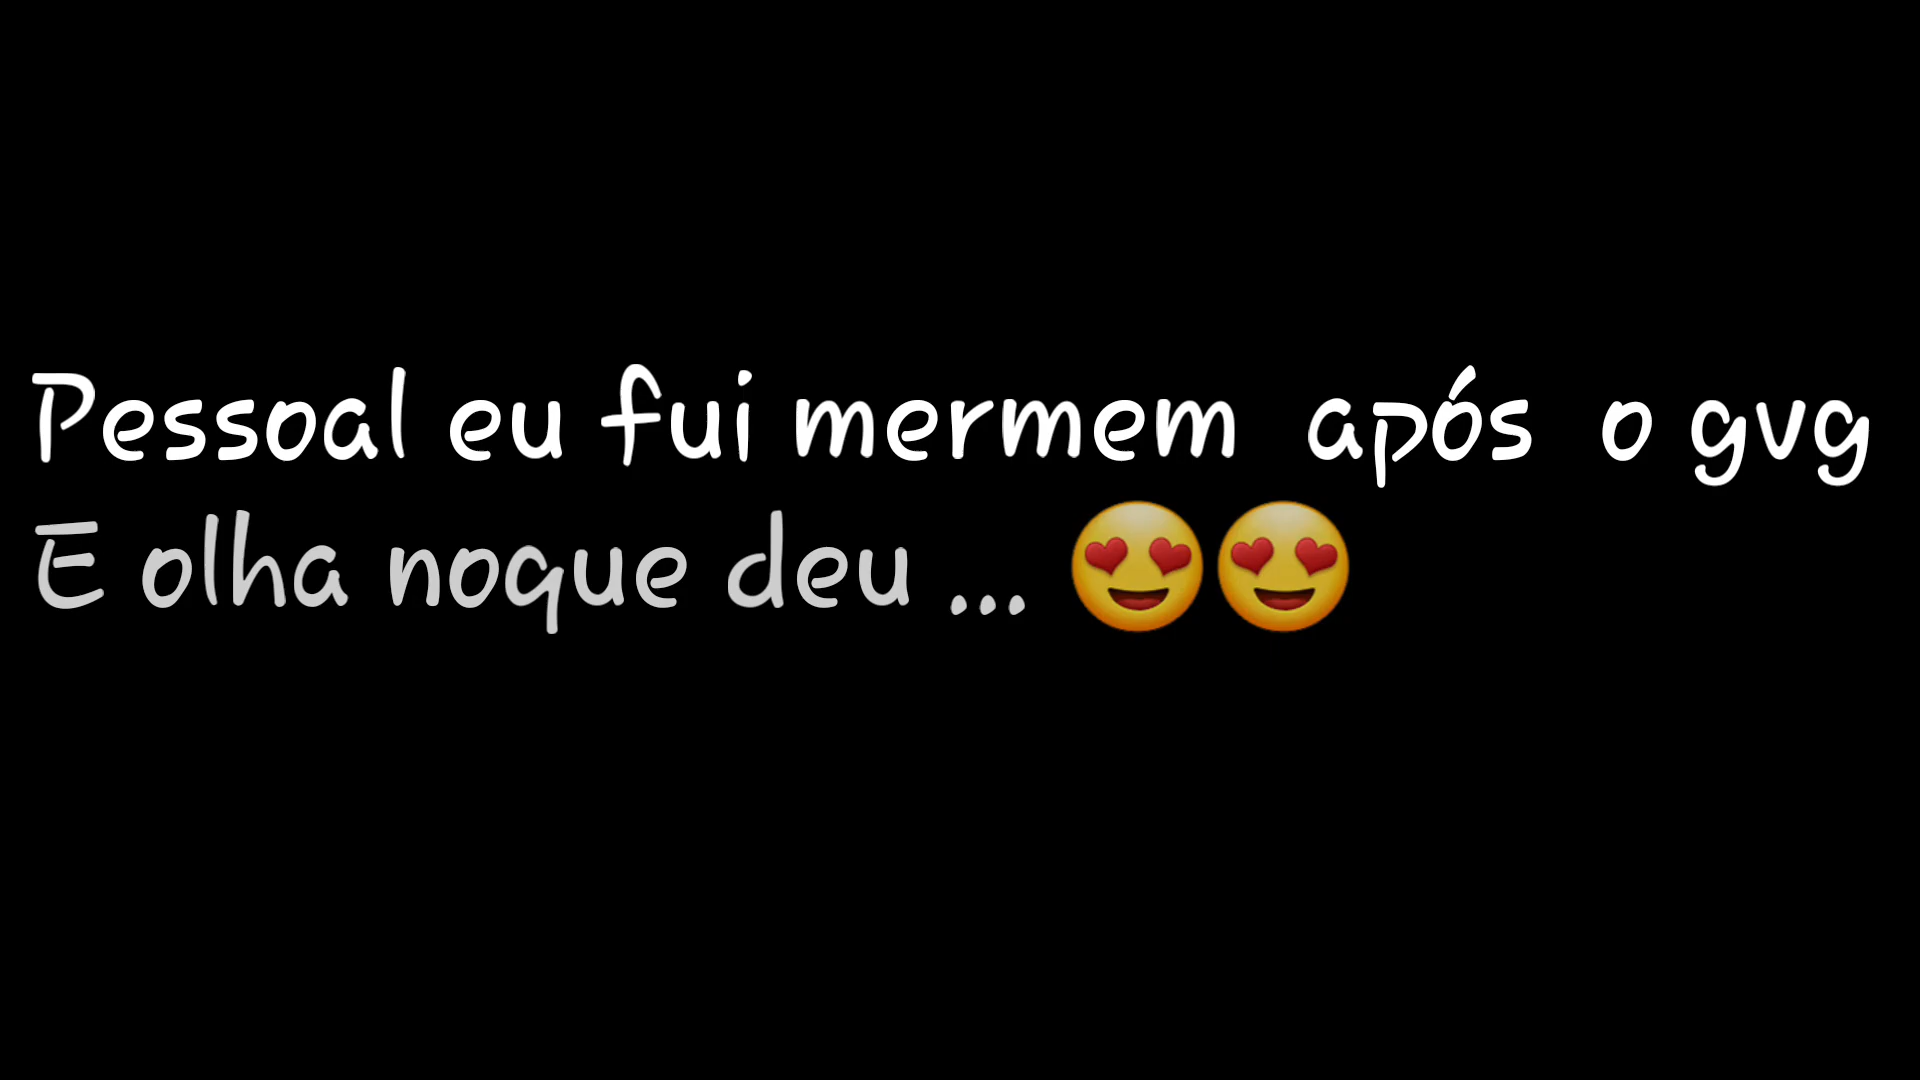 Pessoal eu fui mermem após o gvg
E olha noque deu ... 😍😍